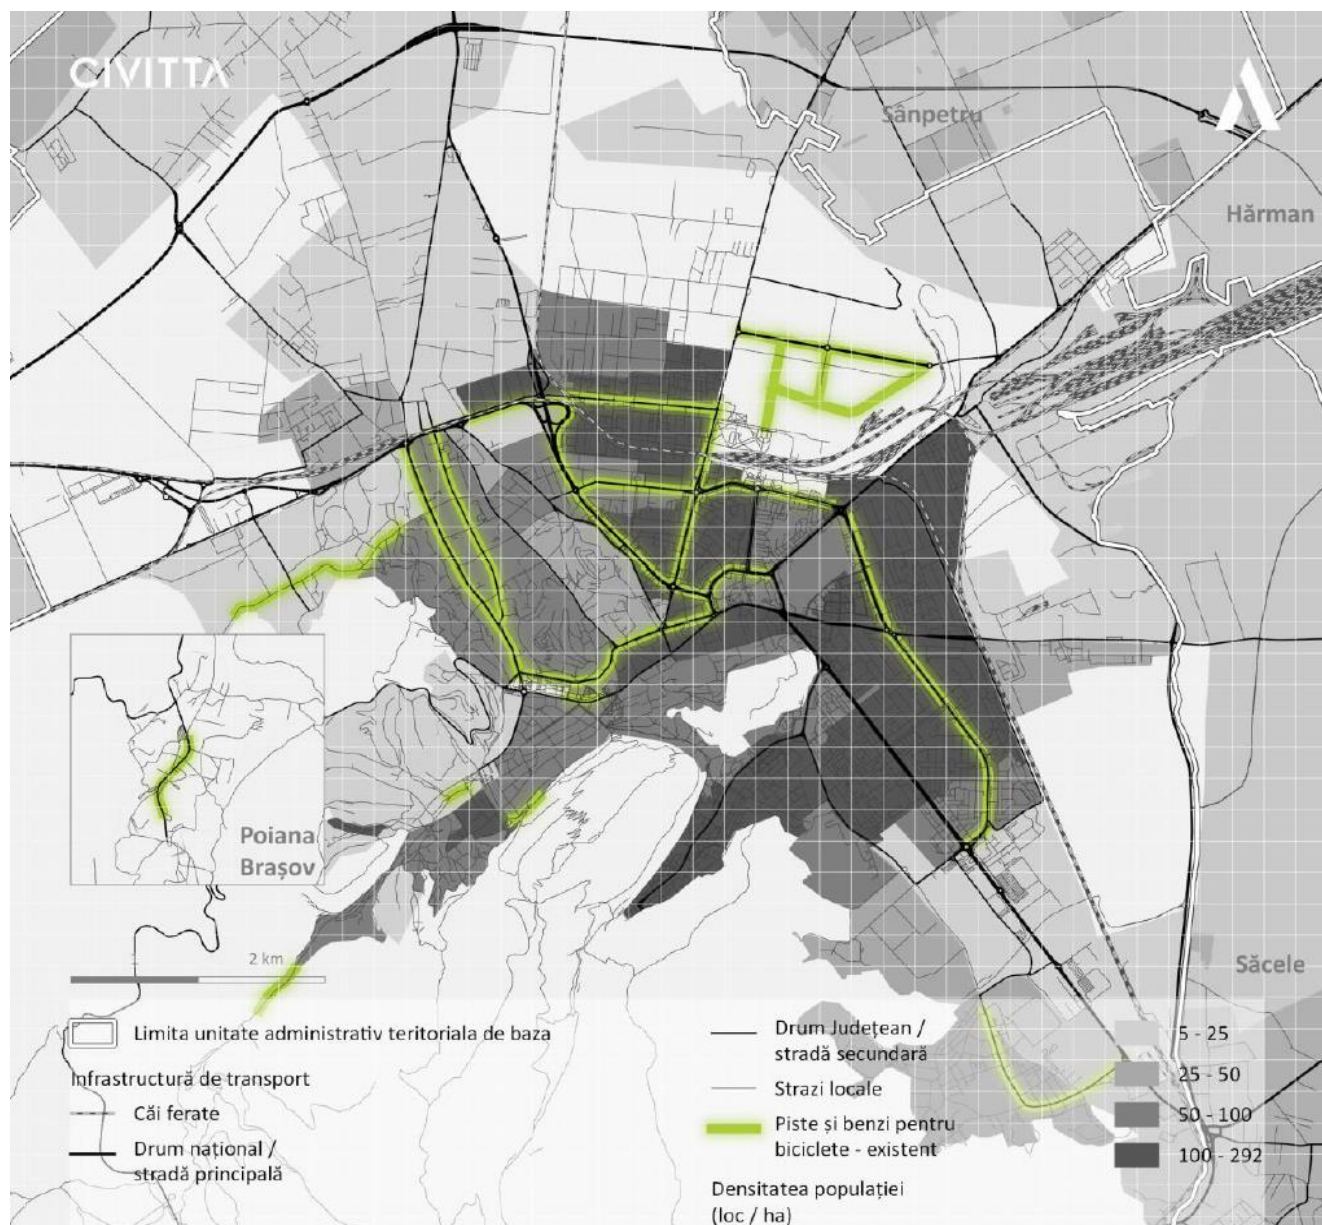 CIVITTA
Sânpetru
Hărman
Poiana
Brașov
2 km
Săcele
Limita unitate administrativ teritoriala de baza
Infrastructură de transport
Căi ferate
Drum național /
stradă principală
Drum Județean /
stradă secundară
Strazi locale
Piste și benzi pentru
biciclete - existent
Densitatea populației
(loc / ha)
5 - 25
25 - 50
50 - 100
100 - 292